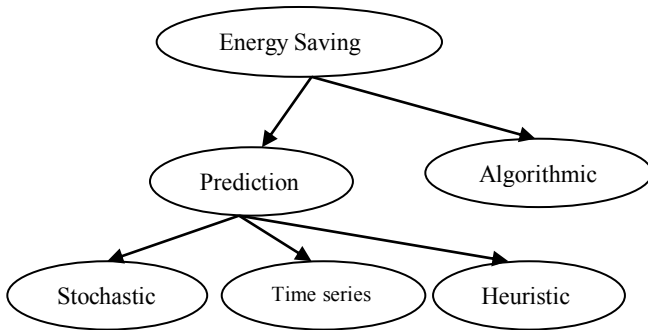 Energy Saving
Prediction
Algorithmic
Stochastic
Time series
Heuristic